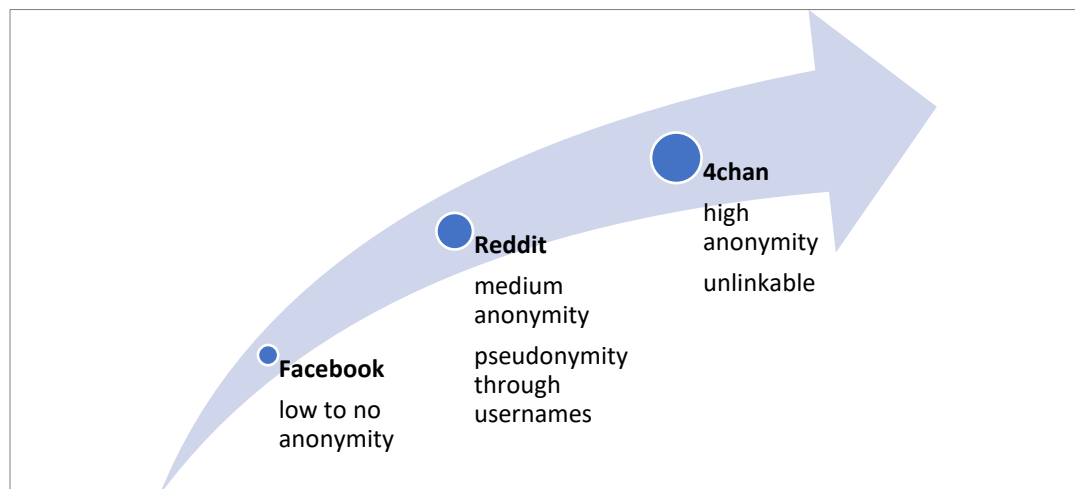 Facebook
low to no
anonymity
Reddit
medium
anonymity
pseudonymity
through
usernames
4chan
high
anonymity
unlinkable